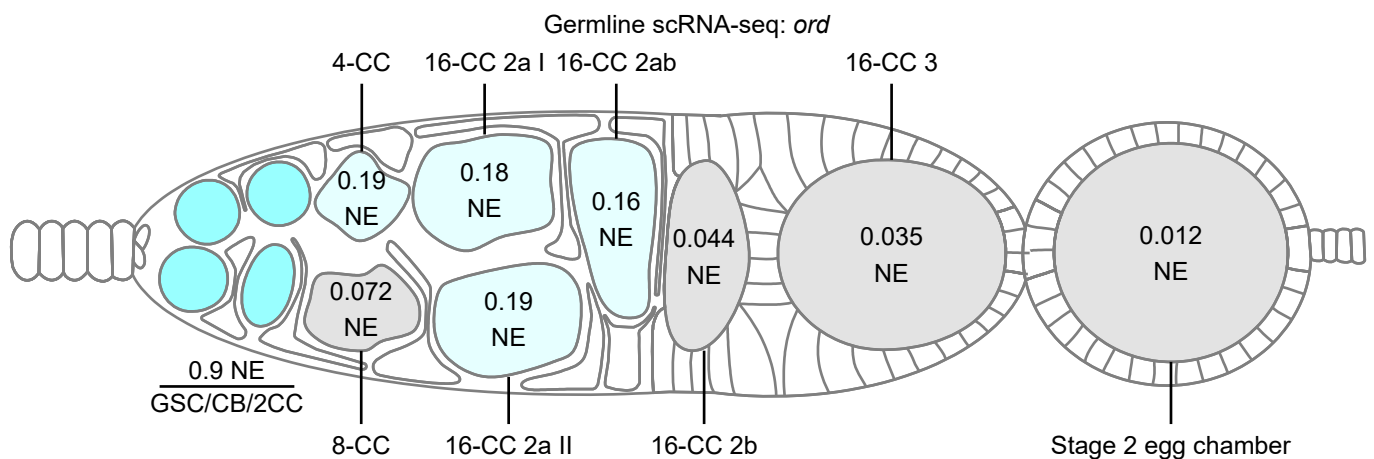 Germline scRNA-seq: ord
4-CC
16-CC 2a I
16-CC 2ab
16-CC 3
0.19
NE
0.18
NE
0.16
NE
0.044
NE
0.035
NE
0.012
NE
0.072
NE
0.19
NE
0.9 NE
GSC/CB/2CC
8-CC
16-CC 2a II
16-CC 2b
Stage 2 egg chamber